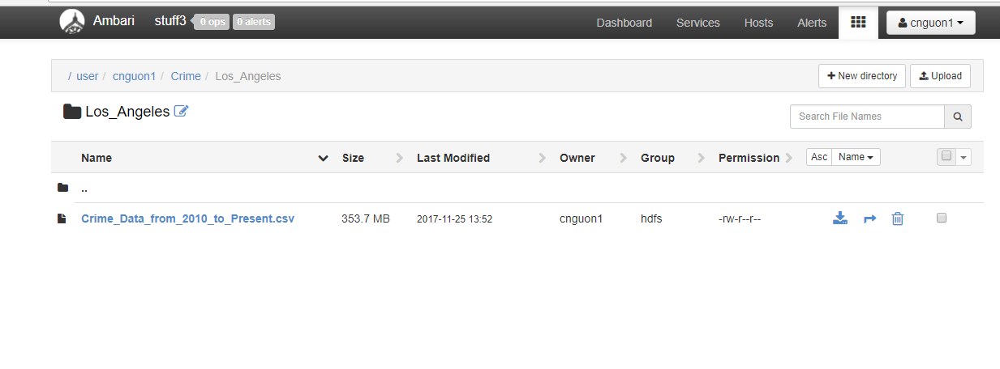 Ambari stuff3 0 ops 0 alerts Dashboard Services Hosts Alerts cnguon1
/ user / cnguon1 / Crime / Los_Angeles + New directory Upload
Los_Angeles Search File Names
Name Size Last Modified Owner Group Permission Asc Name
..
Crime_Data_from_2010_to_Present.csv 353.7 MB 2017-11-25 13:52 cnguon1 hdfs -rw-r--r--